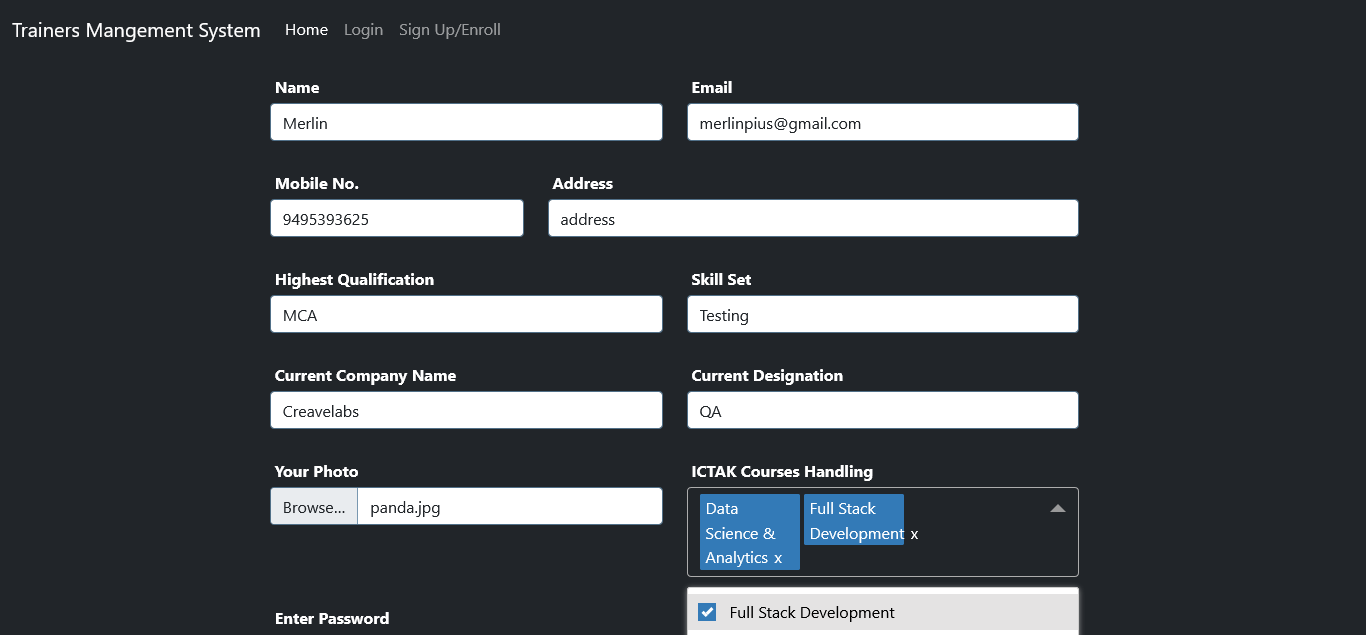 Trainers Mangement System Home Login Sign Up/Enroll
Name Email
Merlin merlinpius@gmail.com
Mobile No. Address
9495393625 address
Highest Qualification Skill Set
MCA Testing
Current Company Name Current Designation
Creavelabs QA
Your Photo ICTAK Courses Handling
Browse... panda.jpg
Data
Science &
Analytics x
Full Stack
Development x
Enter Password
Full Stack Development